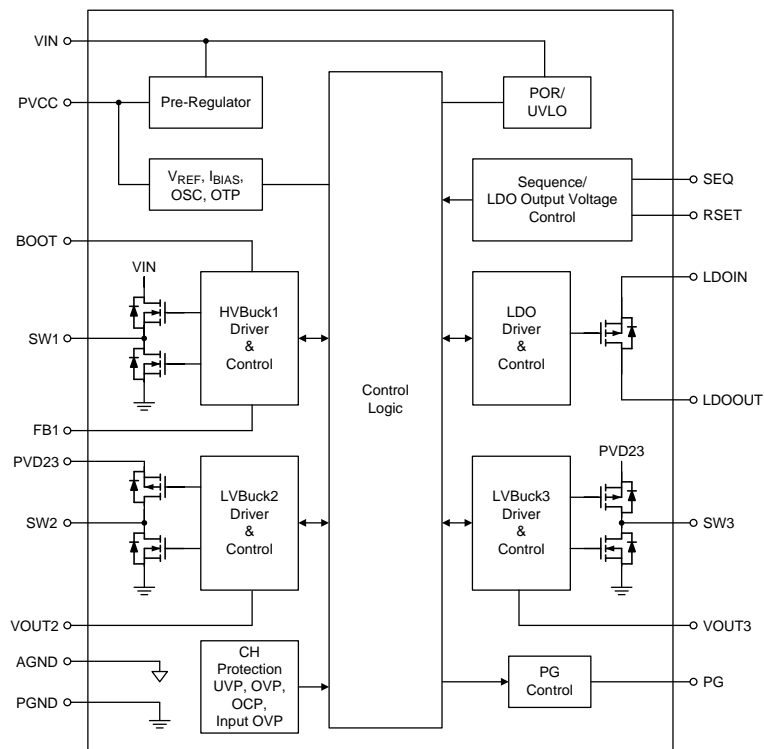 VIN
PVCC
Pre-Regulator
POR/
UVLO
VREF, IBIAS,
OSC, OTP
Sequence/
LDO Output Voltage
Control
SEQ
RSET
BOOT
VIN
SW1
HVBuck1
Driver
&
Control
FB1
Control
Logic
LDO
Driver
&
Control
LDOIN
LDOOUT
PVD23
SW2
LVBuck2
Driver
&
Control
VOUT2
LVBuck3
Driver
&
Control
PVD23
SW3
VOUT3
AGND
PGND
CH
Protection
UVP, OVP,
OCP,
Input OVP
PG
Control
PG